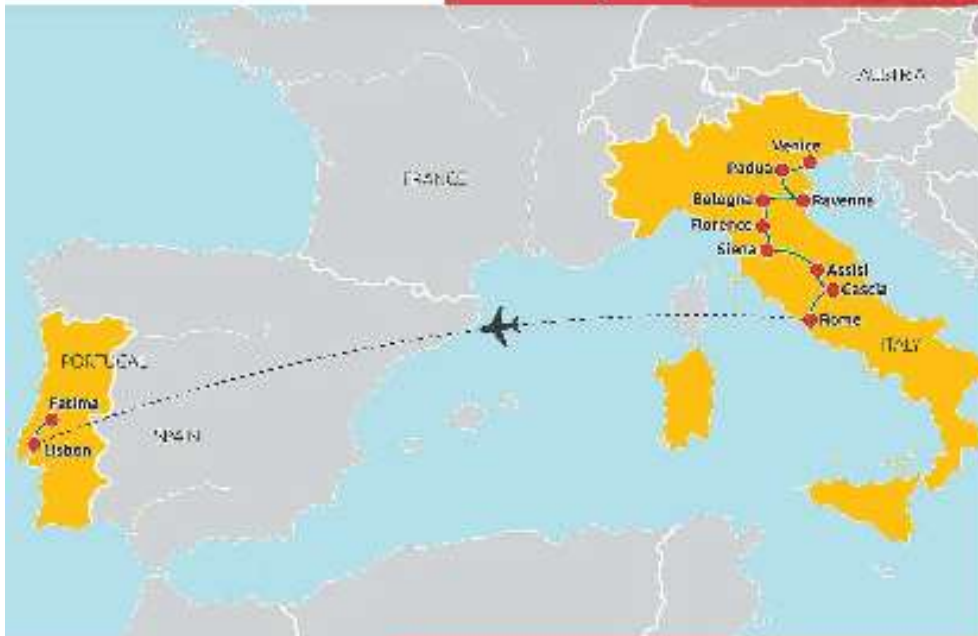 AUSTRIA
Venice
FRANCE
Padua
Bologna
Ravenna
Florence
Siena
Assisi
Cascia
Rome
ITALY
PORTUGAL
Fatima
SPAIN
Lisbon